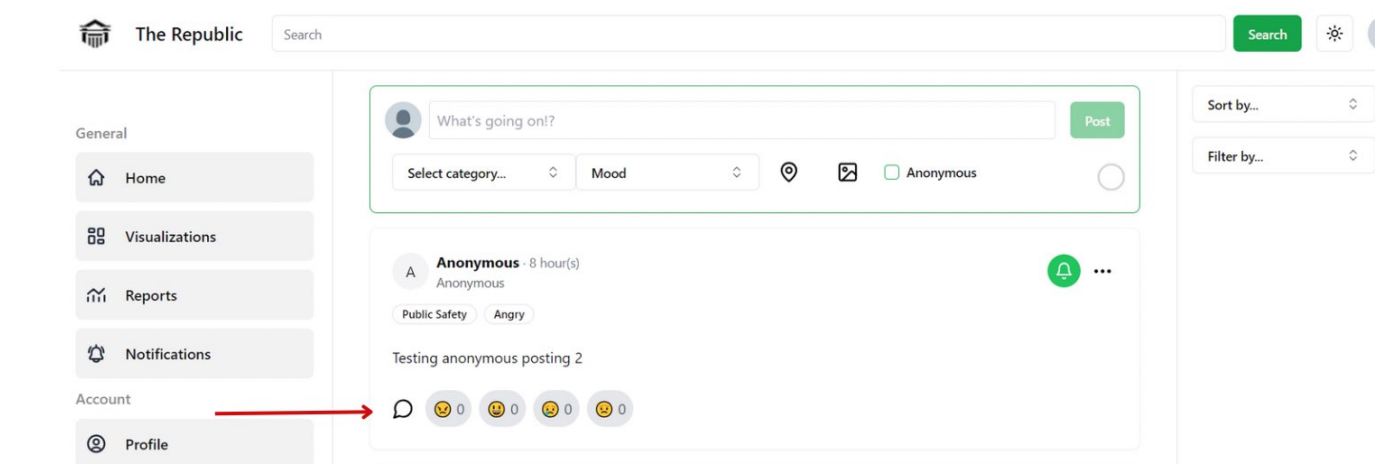 The Republic
Search
Search
General
Home
Visualizations
Reports
Notifications
Account
Profile
What's going on!?
Post
Select category...
Mood
Anonymous
A
Anonymous · 8 hour(s)
Anonymous
Public Safety
Angry
Testing anonymous posting 2
0
0
0
0
Sort by...
Filter by...